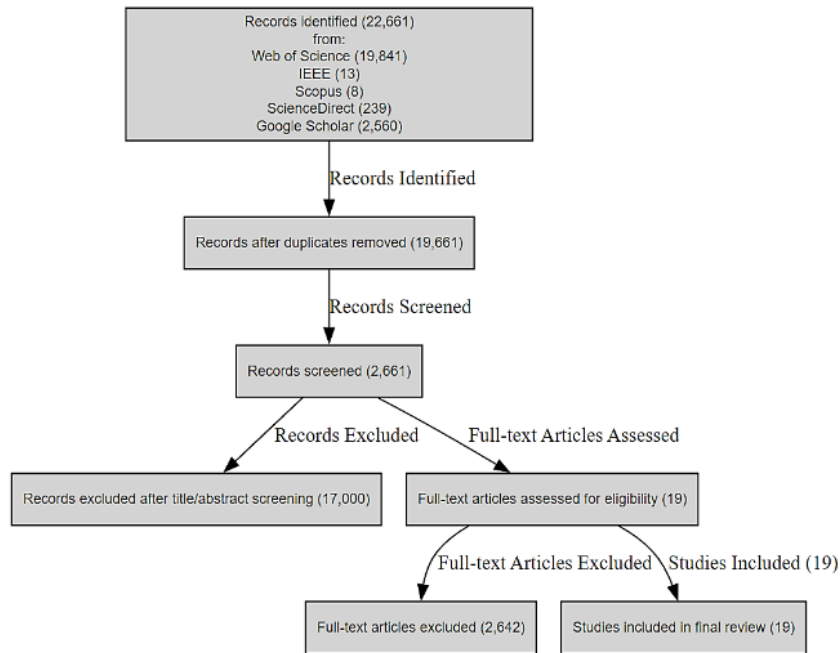 Records identified (22,661)
from:
Web of Science (19,841)
IEEE (13)
Scopus (8)
ScienceDirect (239)
Google Scholar (2,560)
Records Identified
Records after duplicates removed (19,661)
Records Screened
Records screened (2,661)
Records Excluded
Full-text Articles Assessed
Records excluded after title/abstract screening (17,000)
Full-text articles assessed for eligibility (19)
Full-text Articles Excluded
Studies Included (19)
Full-text articles excluded (2,642)
Studies included in final review (19)